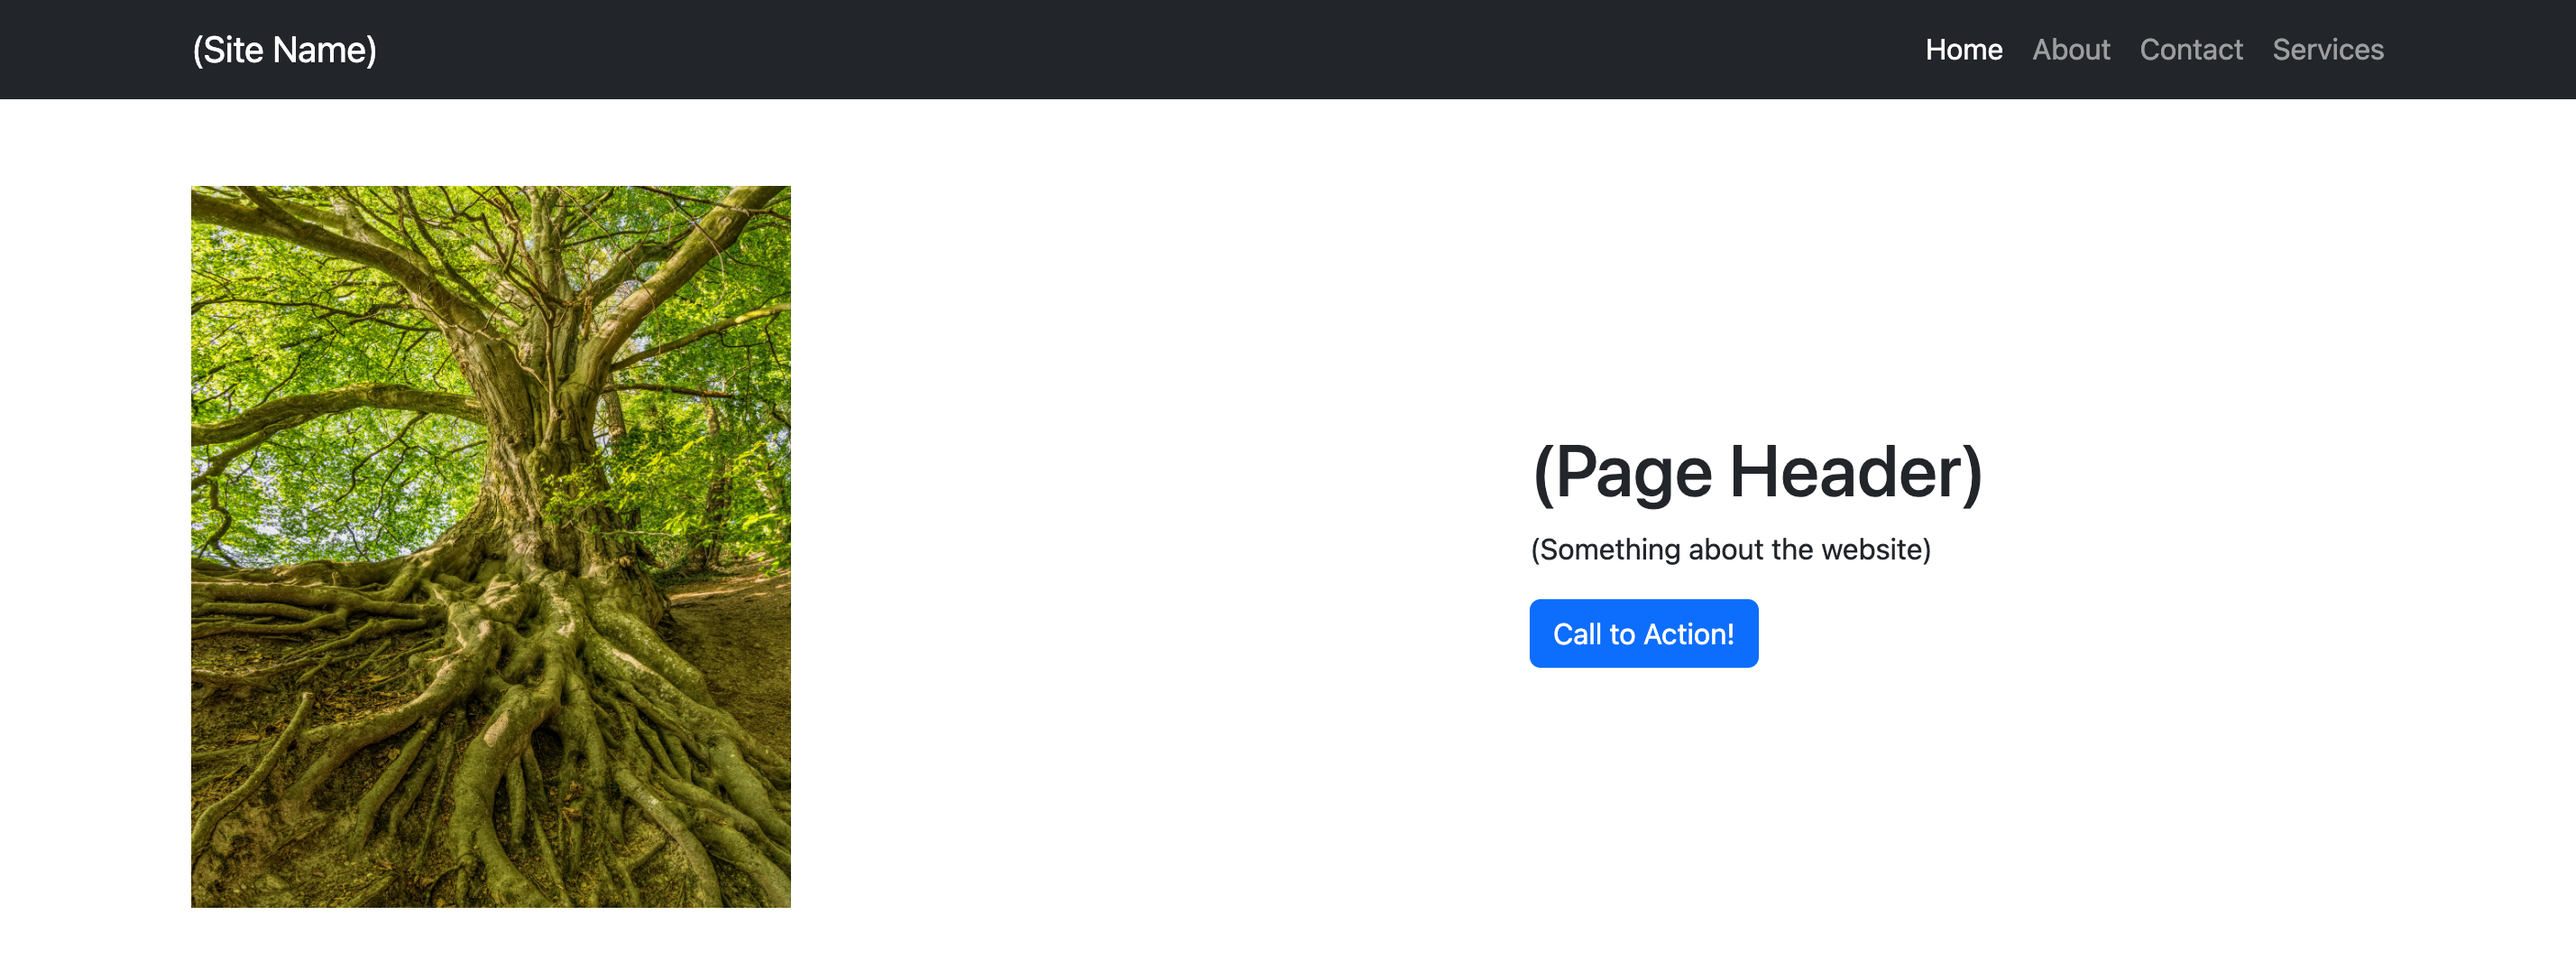 (Site Name)
Home About Contact Services
(Page Header)
(Something about the website)
Call to Action!